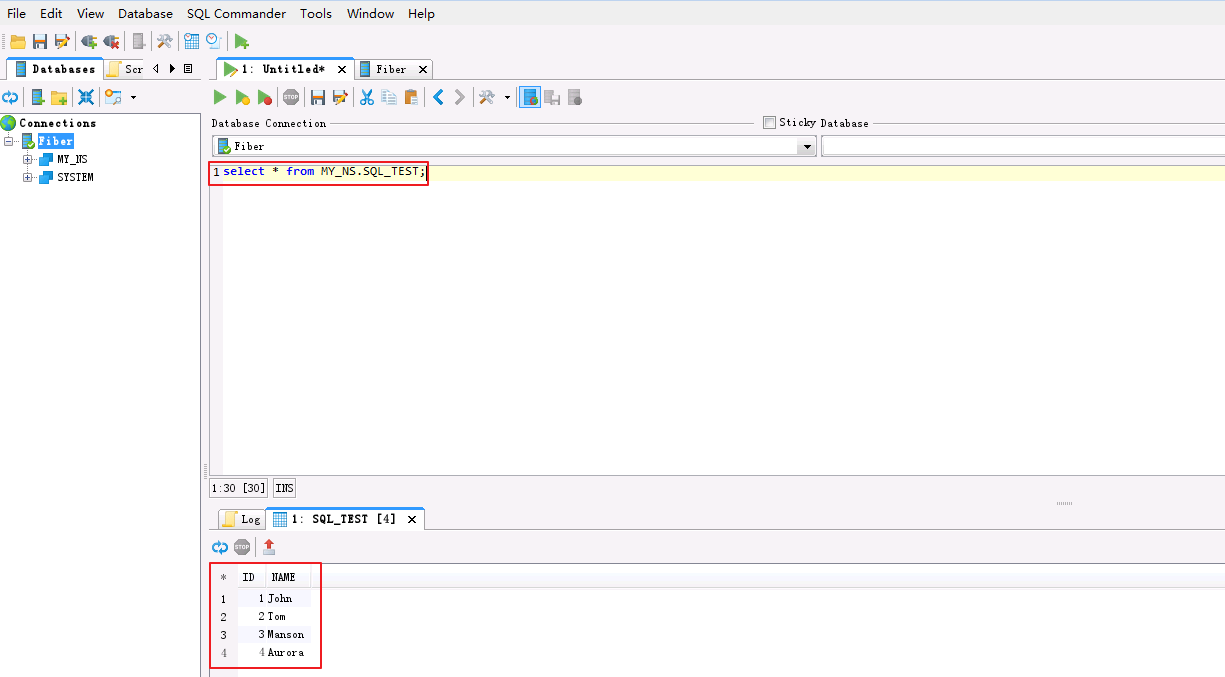 File Edit View Database SQL Commander Tools Window Help
Databases Scr
1: Untitled* Fiber
STOP
Connections
Fiber
MY_NS
SYSTEM
Database Connection Sticky Database
Fiber
1 select * from MY_NS.SQL_TEST;
1:30 [30] INS
Log 1: SQL_TEST [4]
STOP
* ID NAME
1 1 John
2 2 Tom
3 3 Manson
4 4 Aurora